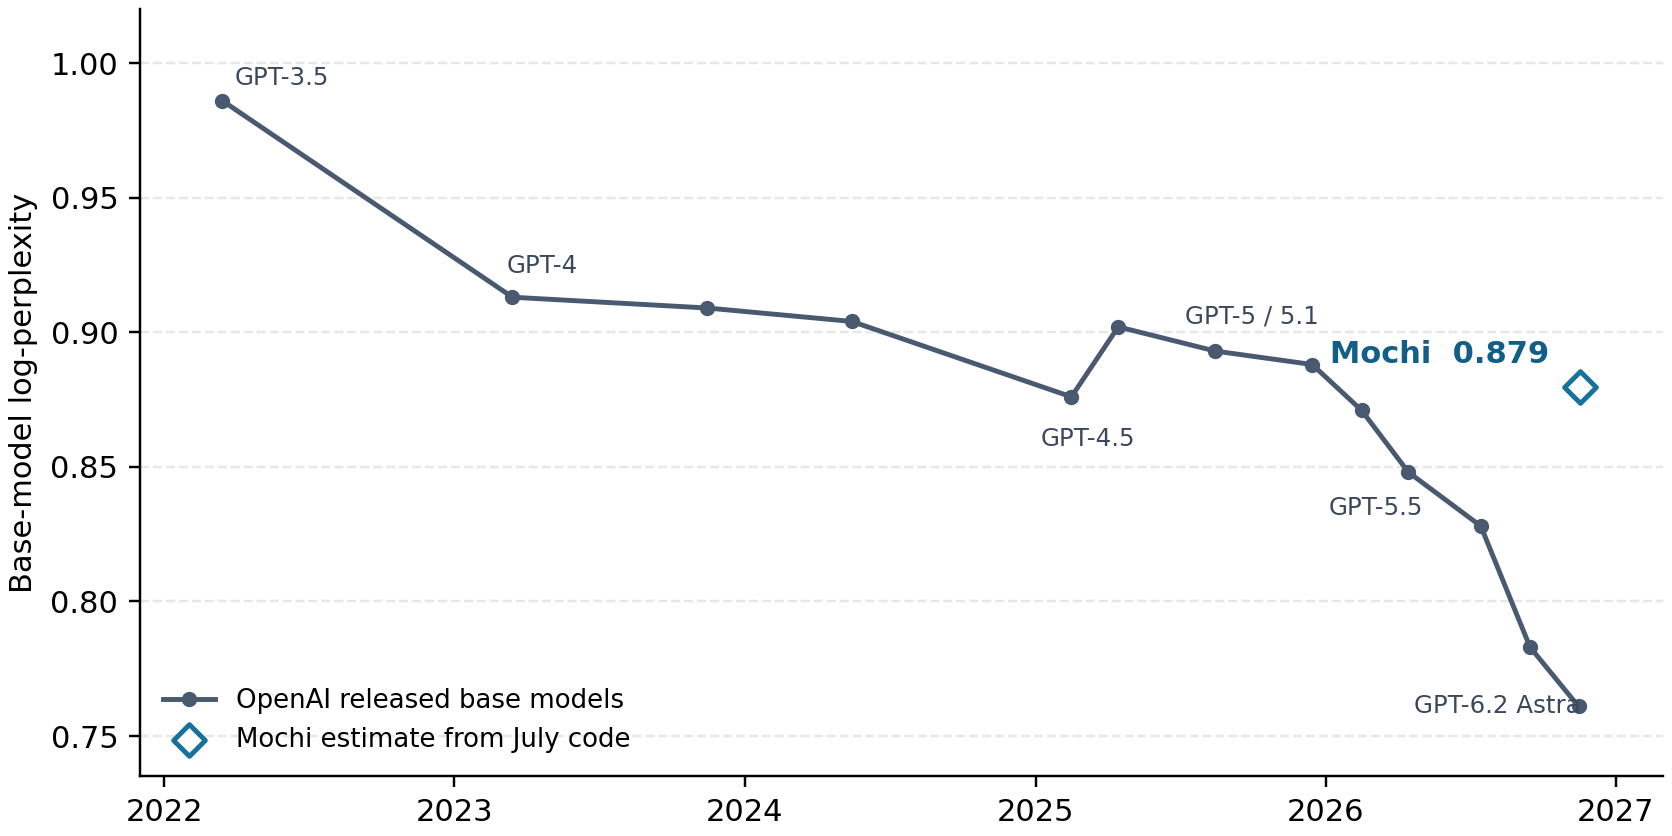 1.00
0.95
0.90
0.85
0.80
0.75
Base-model log-perplexity
GPT-3.5
GPT-4
GPT-5 / 5.1
Mochi 0.879
GPT-4.5
GPT-5.5
GPT-6.2 Astra
OpenAI released base models
Mochi estimate from July code
2022 2023 2024 2025 2026 2027